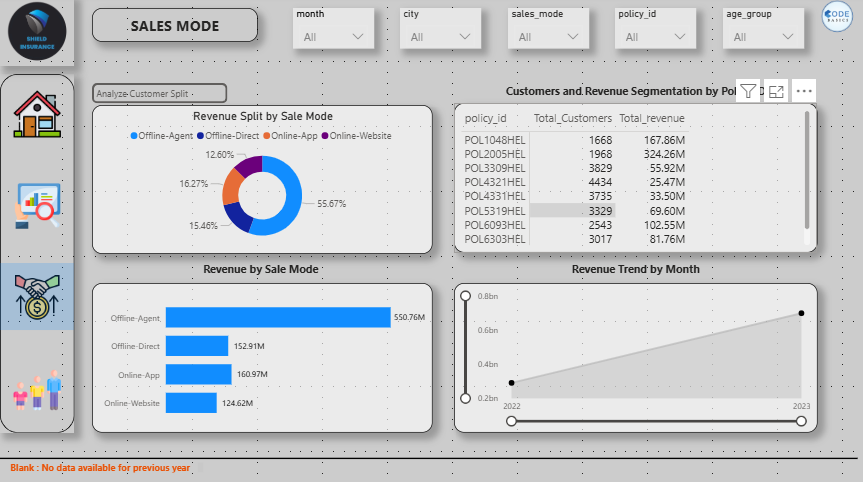 SHIELD
INSURANCE
SALES MODE
month
All
city
All
sales_mode
All
policy_id
All
age_group
All
CODE
BASICS
Analyze Customer Split
Revenue Split by Sale Mode
Offline-Agent Offline-Direct Online-App Online-Website
12.60%
16.27%
55.67%
15.46%
Customers and Revenue Segmentation by
policy_id Total_Customers Total_revenue
POL1048HEL 1668 167.86M
POL2005HEL 1968 324.26M
POL3309HEL 3829 55.92M
POL4321HEL 4434 25.47M
POL4331HEL 3735 33.50M
POL5319HEL 3329 69.60M
POL6093HEL 2543 102.55M
POL6303HEL 3017 81.76M
Revenue by Sale Mode
Offline-Agent 550.76M
Offline-Direct 152.91M
Online-App 160.97M
Online-Website 124.62M
Revenue Trend by Month
0.8bn
0.6bn
0.4bn
0.2bn
2022 2023
Blank : No data available for previous year